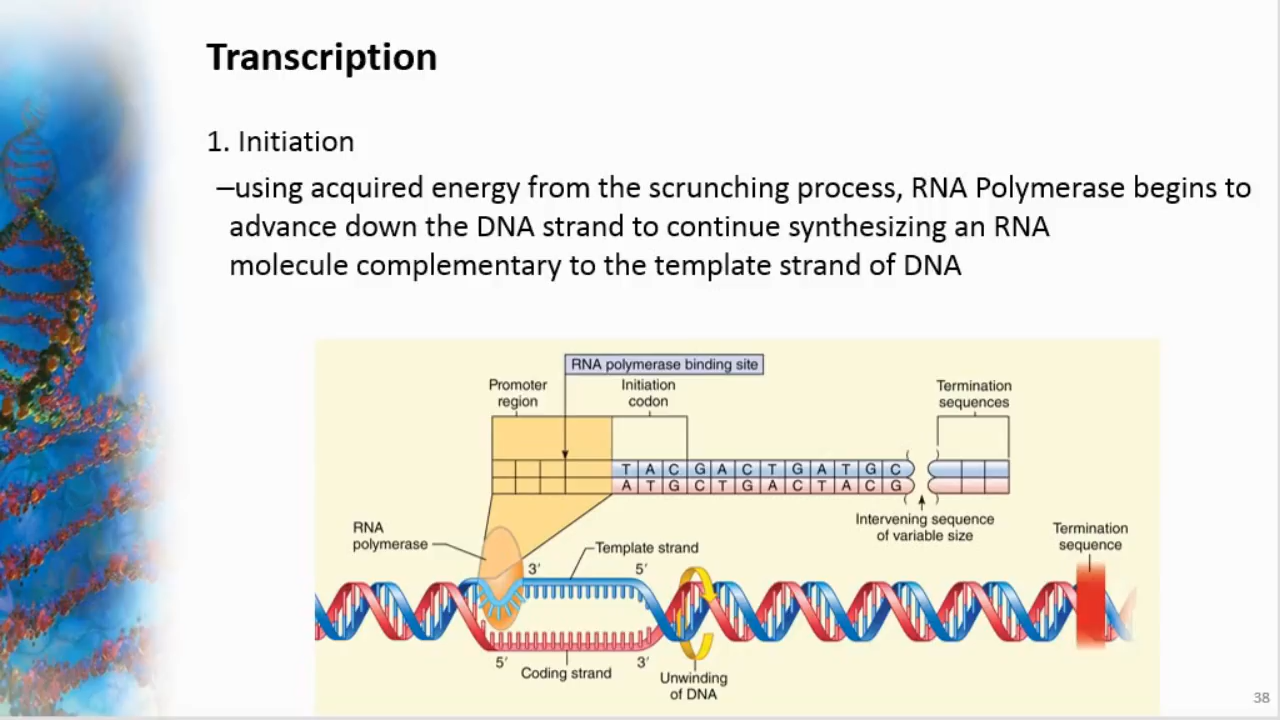 Transcription
1. Initiation
–using acquired energy from the scrunching process, RNA Polymerase begins to
advance down the DNA strand to continue synthesizing an RNA
molecule complementary to the template strand of DNA
RNA polymerase binding site
Promoter
region
Initiation
codon
Termination
sequences
T A C G A C T G A T G C
A T G C T G A C T A C G
Intervening sequence
of variable size
RNA
polymerase
Template strand
Termination
sequence
3′ 5′
5′ 3′
Coding strand
Unwinding
of DNA
38